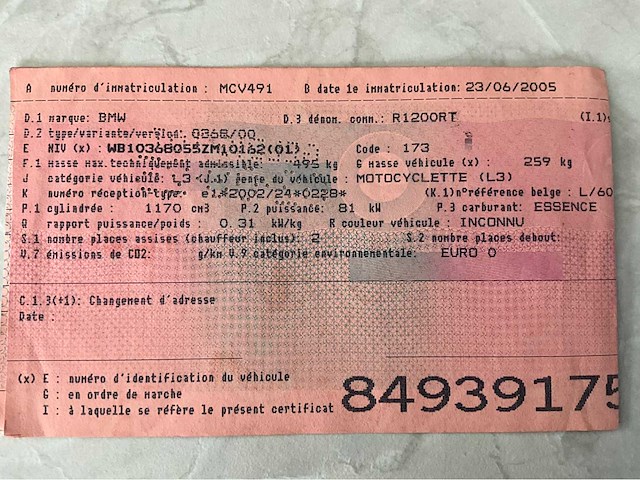 A numéro d'immatriculation : MCV491 B date 1e immatriculation: 23/06/2005
D.1 marque: BMW D.3 dénom. comm.: R1200RT (I.1)
D.2 type/variante/version: 0368/00
E NIV (x) : WB10368055ZM10162(01) Code : 173
F.1 masse max.techniquement admissible: 495 kg G masse véhicule (x) : 259 kg
J catégorie véhicule: L3 (J.1) genre du véhicule : MOTOCYCLETTE (L3)
K numéro réception-type: e1*2002/24*0228* (K.1) n°référence belge : L/60
P.1 cylindrée : 1170 cm3 P.2 puissance: 81 kW P.3 carburant: ESSENCE
Q rapport puissance/poids : 0.31 kW/kg R couleur véhicule : INCONNU
S.1 nombre places assises (chauffeur inclus): 2 S.2 nombre places debout:
V.7 émissions de CO2: g/km V.9 catégorie environnementale: EURO 0
C.1.3(+1): Changement d'adresse
Date :
(x) E : numéro d'identification du véhicule
G : en ordre de marche
I : à laquelle se réfère le présent certificat
84939175